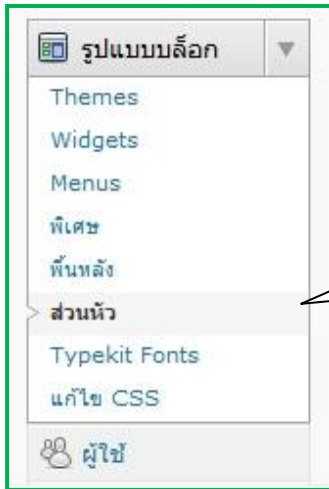 รูปแบบบล็อก
Themes
Widgets
Menus
พิเศษ
พื้นหลัง
ส่วนหัว
Typekit Fonts
แก้ไข CSS
ผู้ใช้